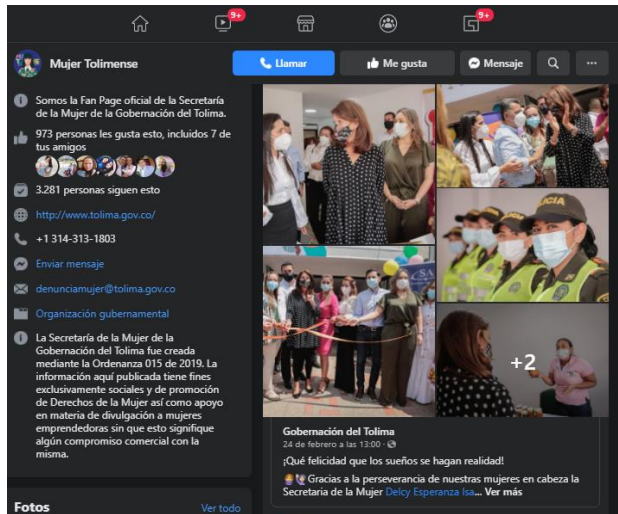 9+
9+
Mujer Tolimense
Llamar
Me gusta
Mensaje
Somos la Fan Page oficial de la Secretaría
de la Mujer de la Gobernación del Tolima.
973 personas les gusta esto, incluidos 7 de
tus amigos
3.281 personas siguen esto
http://www.tolima.gov.co/
+1 314-313-1803
Enviar mensaje
denunciamujer@tolima.gov.co
Organización gubernamental
La Secretaría de la Mujer de la
Gobernación del Tolima fue creada
mediante la Ordenanza 015 de 2019. La
información aquí publicada tiene fines
exclusivamente sociales y de promoción
de Derechos de la Mujer así como apoyo
en materia de divulgación a mujeres
emprendedoras sin que esto signifique
algún compromiso comercial con la
misma.
Fotos
Ver todo
POLICIA
CSA
+2
Gobernación del Tolima
24 de febrero a las 13:00 ·
¡Qué felicidad que los sueños se hagan realidad!
Gracias a la perseverancia de nuestras mujeres en cabeza la
Secretaria de la Mujer Delcy Esperanza Isa... Ver más